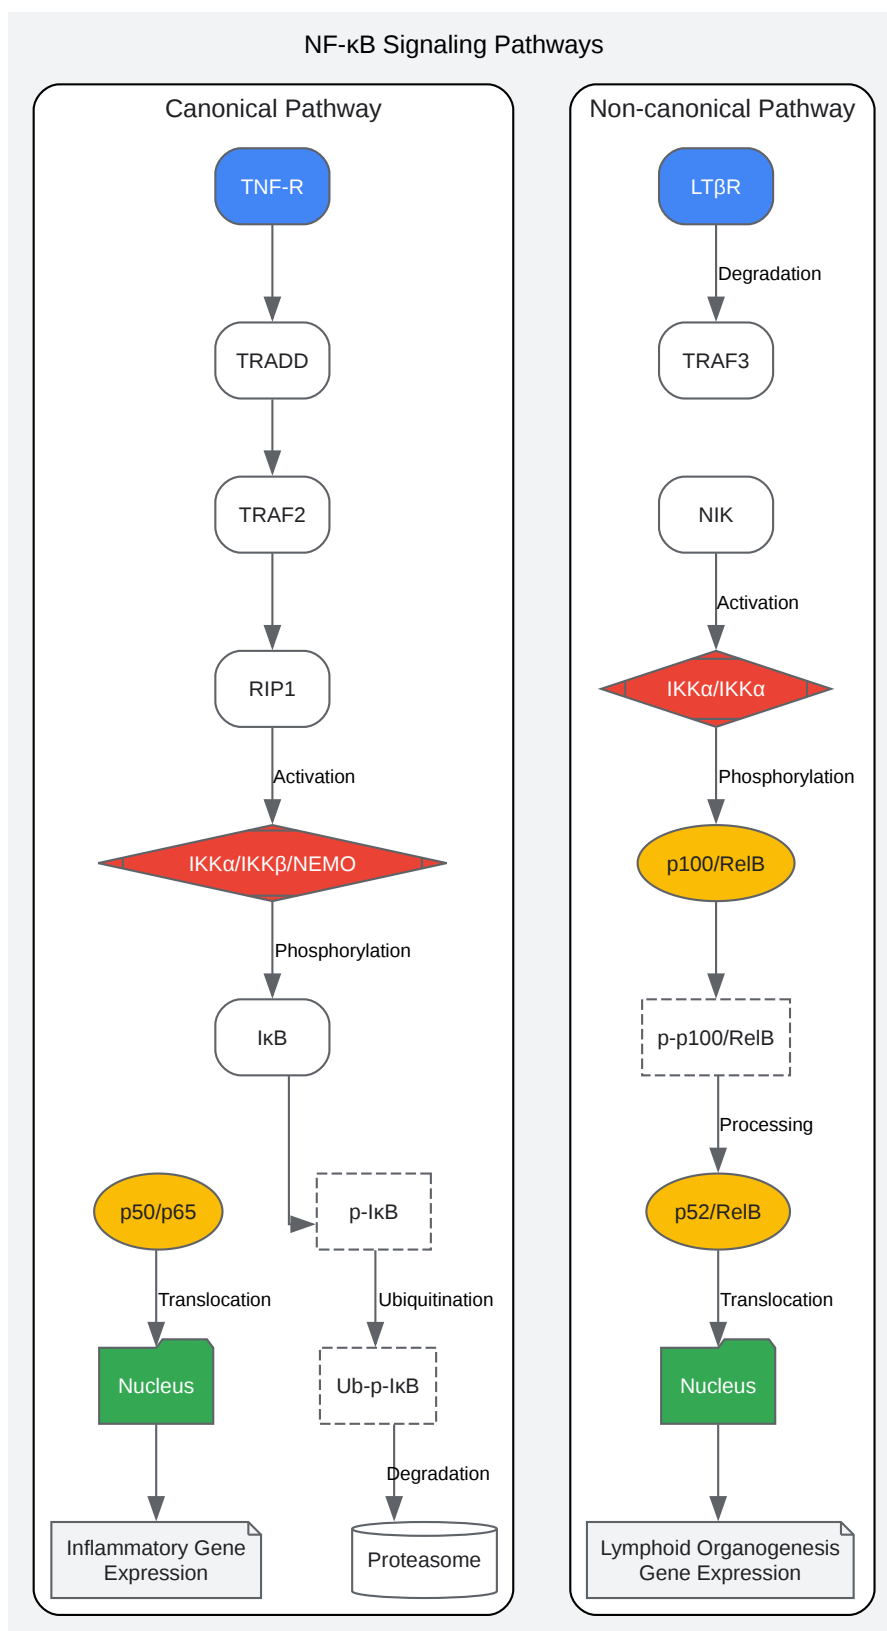 NF-κB Signaling Pathways
Canonical Pathway
TNF-R
TRADD
TRAF2
RIP1
Activation
IKKα/IKKβ/NEMO
Phosphorylation
IκB
p50/p65
p-IκB
Translocation
Ubiquitination
Nucleus
Ub-p-IκB
Degradation
Inflammatory Gene
Expression
Proteasome
Non-canonical Pathway
LTβR
Degradation
TRAF3
NIK
Activation
IKKα/IKKα
Phosphorylation
p100/RelB
p-p100/RelB
Processing
p52/RelB
Translocation
Nucleus
Lymphoid Organogenesis
Gene Expression